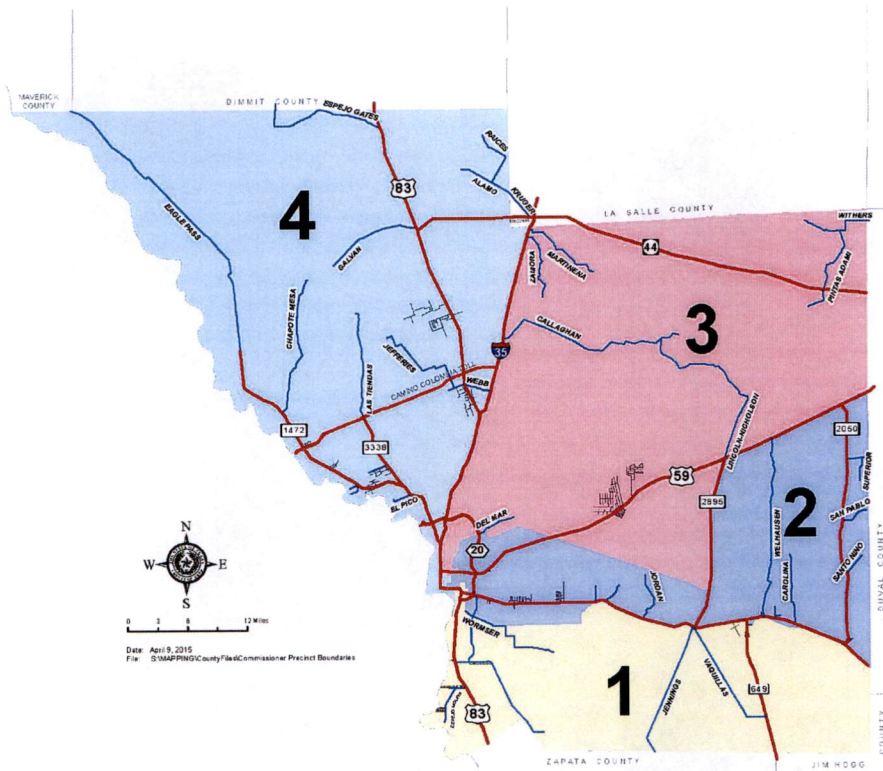 MAVERICK
COUNTY
DIMMIT COUNTY
ESPEJO GATES
RAICES
ALAMO
KRUGER
83
EAGLE PASS
4
LA SALLE COUNTY
WITHERS
44
GALVAN
ZAMORA
MARTINENA
PINTAS ADAMI
CHAPOTE MESA
3
CALLAGHAN
35
JEFFERIES
LAS TIENDAS
CAMINO COLOMBIA TOLL
WEBB
LINCOLN-NICHOLSON
1472
3338
2050
59
SUPERIOR
2895
2
EL PICO
DEL MAR
SAN PABLO
WELHAUSEN
20
SANTO NINO
DUVAL COUNTY
N
W
E
S
JORDAN
CAROLINA
0 3 6 12 Miles
WORMSER
Date: April 9, 2015
File: S:\MAPPING\CountyFiles\Commissioner Precinct Boundaries
1
JENNINGS
VAQUILLAS
649
83
ZAPATA COUNTY
JIM HOGG
COUNTY